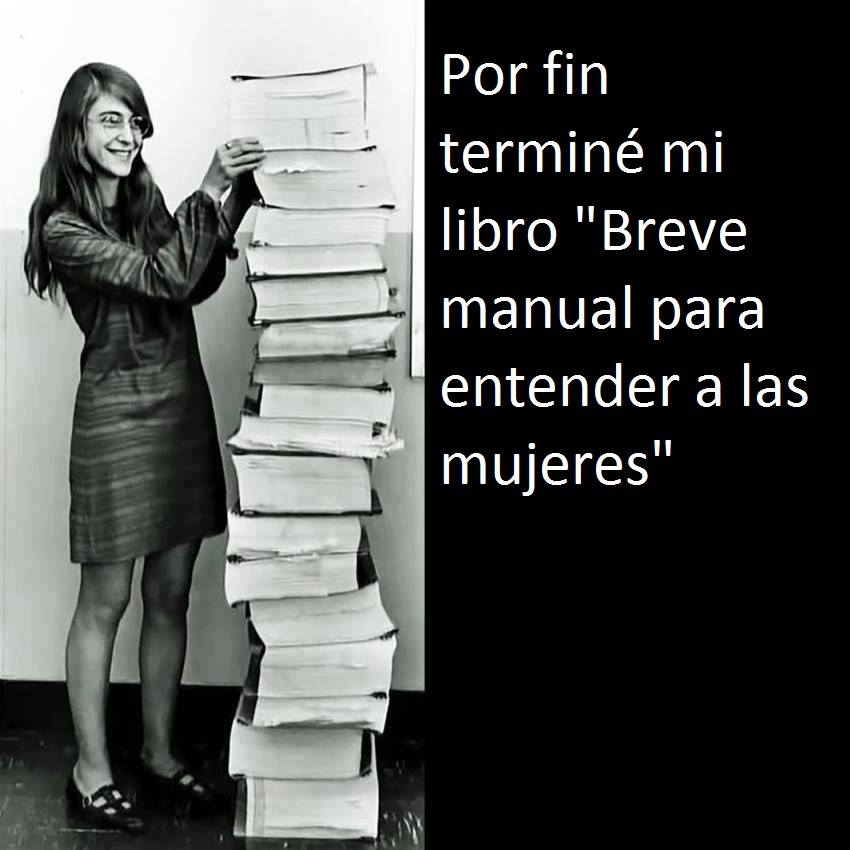 Por fin
terminé mi
libro "Breve
manual para
entender a las
mujeres"